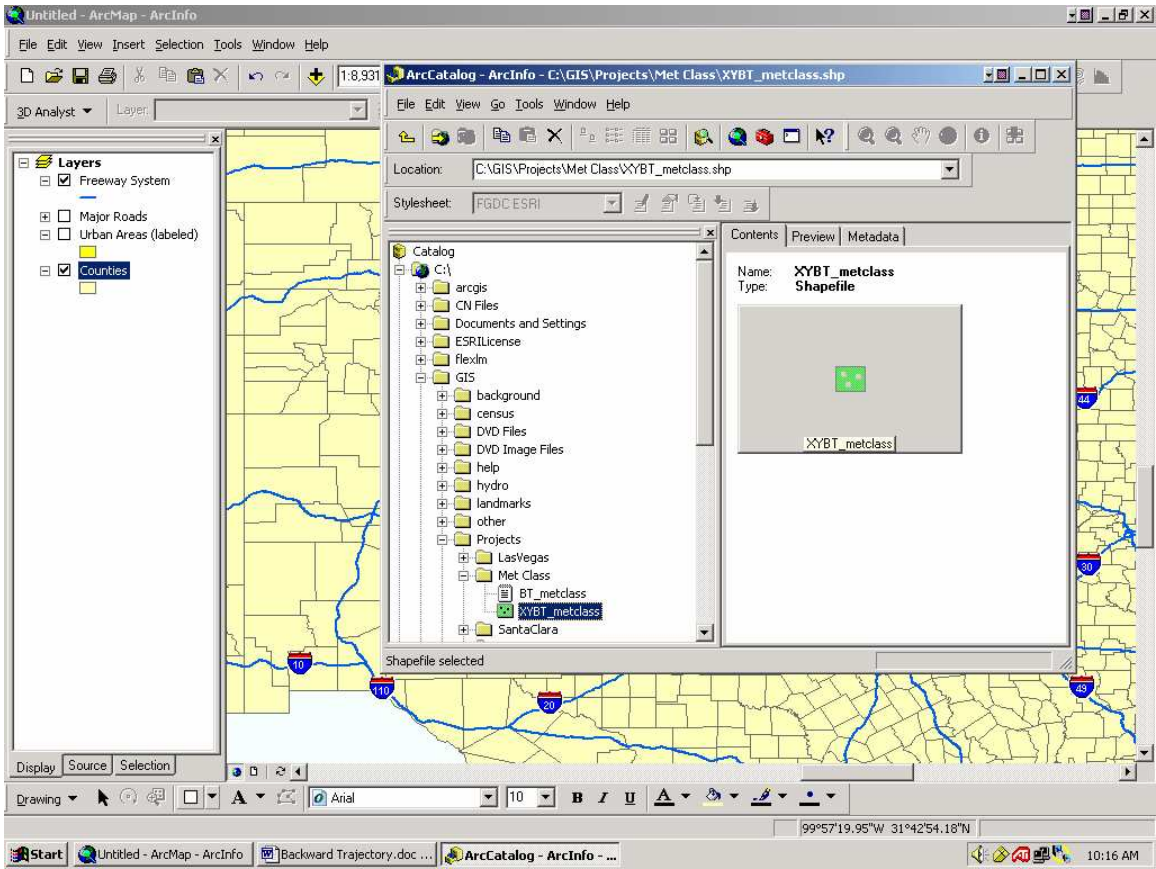 Untitled - ArcMap - ArcInfo
File Edit View Insert Selection Tools Window Help
1:8,931
3D Analyst Layer:
Layers
Freeway System
Major Roads
Urban Areas (labeled)
Counties
ArcCatalog - ArcInfo - C:\GIS\Projects\Met Class\XYBT_metclass.shp
File Edit View Go Tools Window Help
Location: C:\GIS\Projects\Met Class\XYBT_metclass.shp
Stylesheet: FGDC ESRI
Catalog
C:\
arcgis
CN Files
Documents and Settings
ESRILicense
flexlm
GIS
background
census
DVD Files
DVD Image Files
help
hydro
landmarks
other
Projects
LasVegas
Met Class
BT_metclass
XYBT_metclass
SantaClara
Contents Preview Metadata
Name: XYBT_metclass
Type: Shapefile
XYBT_metclass
Shapefile selected
44
30
10
110
20
49
Display Source Selection
Drawing A Arial 10 B I U A
99°57'19.95"W 31°42'54.18"N
Start Untitled - ArcMap - ArcInfo Backward Trajectory.doc ... ArcCatalog - ArcInfo - ... 10:16 AM